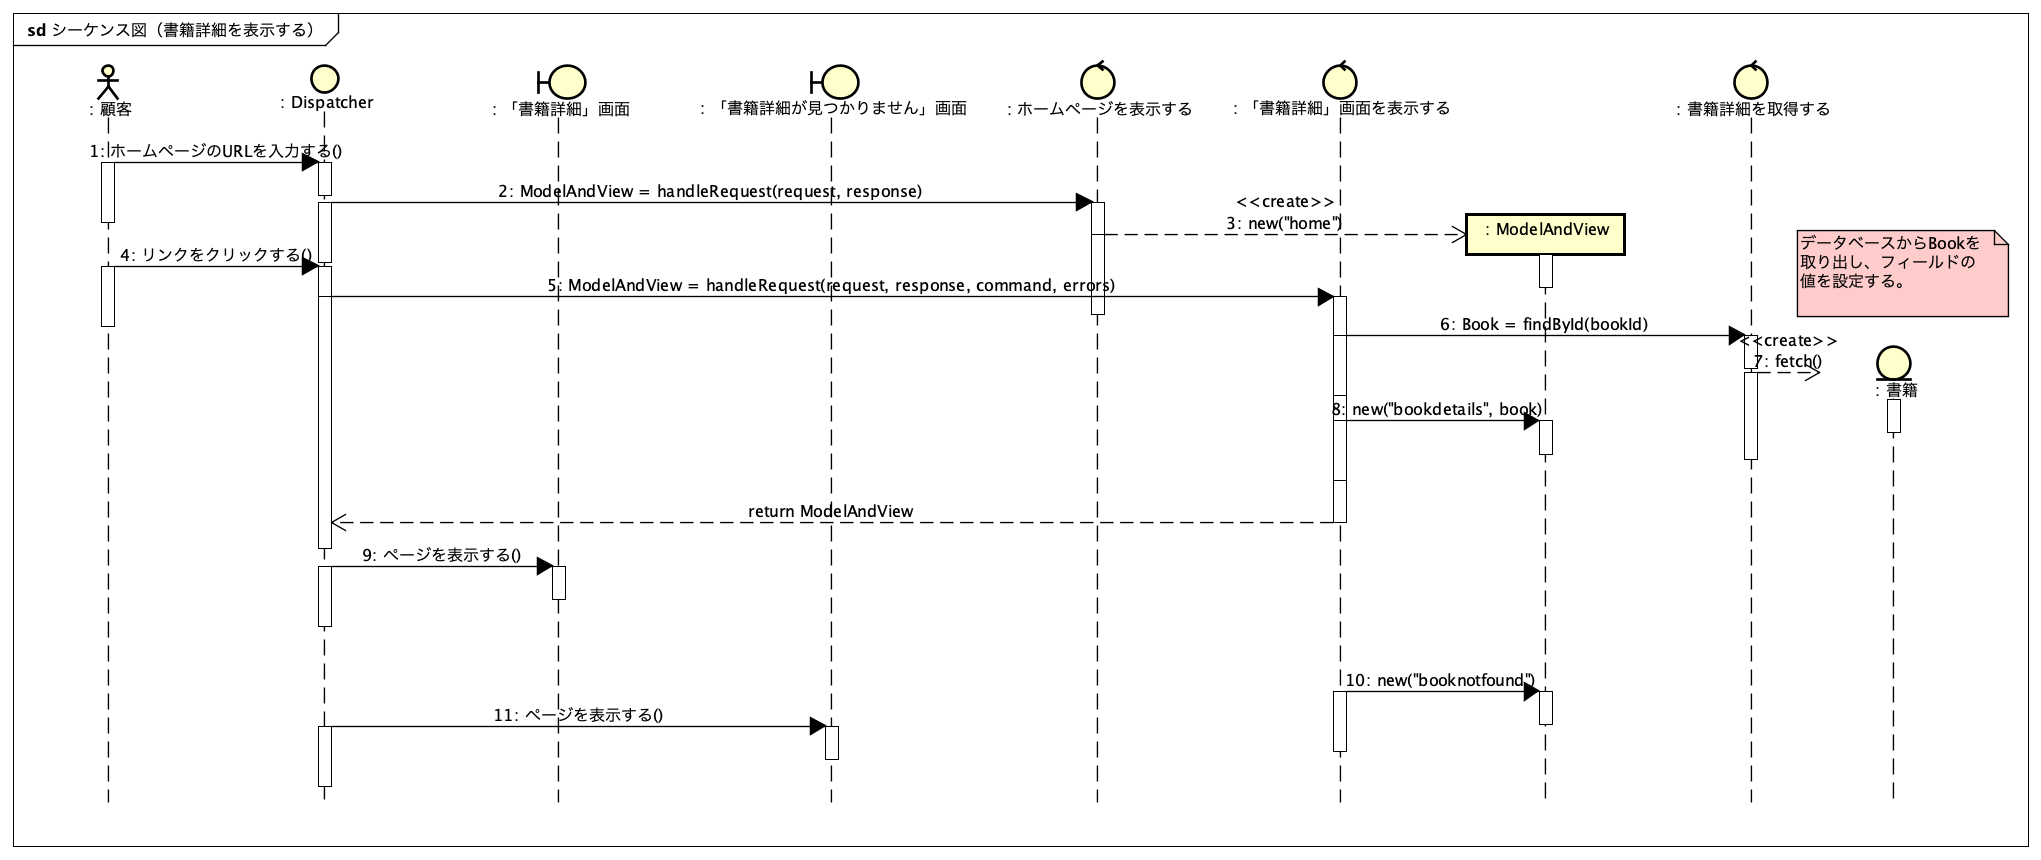 sd シーケンス図（書籍詳細を表示する）
: 顧客
: Dispatcher
: 「書籍詳細」画面
: 「書籍詳細が見つかりません」画面
: ホームページを表示する
: 「書籍詳細」画面を表示する
: 書籍詳細を取得する
1: ホームページのURLを入力する()
2: ModelAndView = handleRequest(request, response)
<<create>>
3: new("home")
: ModelAndView
データベースからBookを
取り出し、フィールドの
値を設定する。
4: リンクをクリックする()
5: ModelAndView = handleRequest(request, response, command, errors)
6: Book = findById(bookId)
<<create>>
7: fetch()
: 書籍
8: new("bookdetails", book)
return ModelAndView
9: ページを表示する()
10: new("booknotfound")
11: ページを表示する()